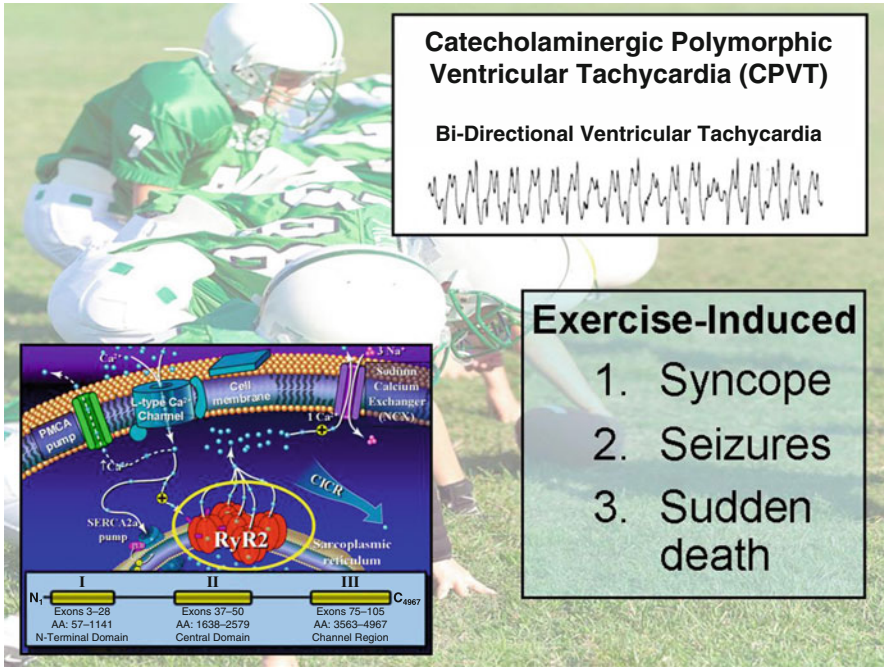 Catecholaminergic Polymorphic
Ventricular Tachycardia (CPVT)
Bi-Directional Ventricular Tachycardia
Exercise-Induced
1. Syncope
2. Seizures
3. Sudden
death
Ca²⁺
3 Na⁺
L-type Ca²⁺
Channel
Cell
membrane
Sodium
Calcium
Exchanger
(NCX)
PMCA
pump
1 Ca²⁺
↑Ca²⁺
CICR
SERCA2a
pump
RyR2
Sarcoplasmic
reticulum
I II III
N₁ C₄₉₆₇
Exons 3–28 Exons 37–50 Exons 75–105
AA: 57–1141 AA: 1638–2579 AA: 3563–4967
N-Terminal Domain Central Domain Channel Region